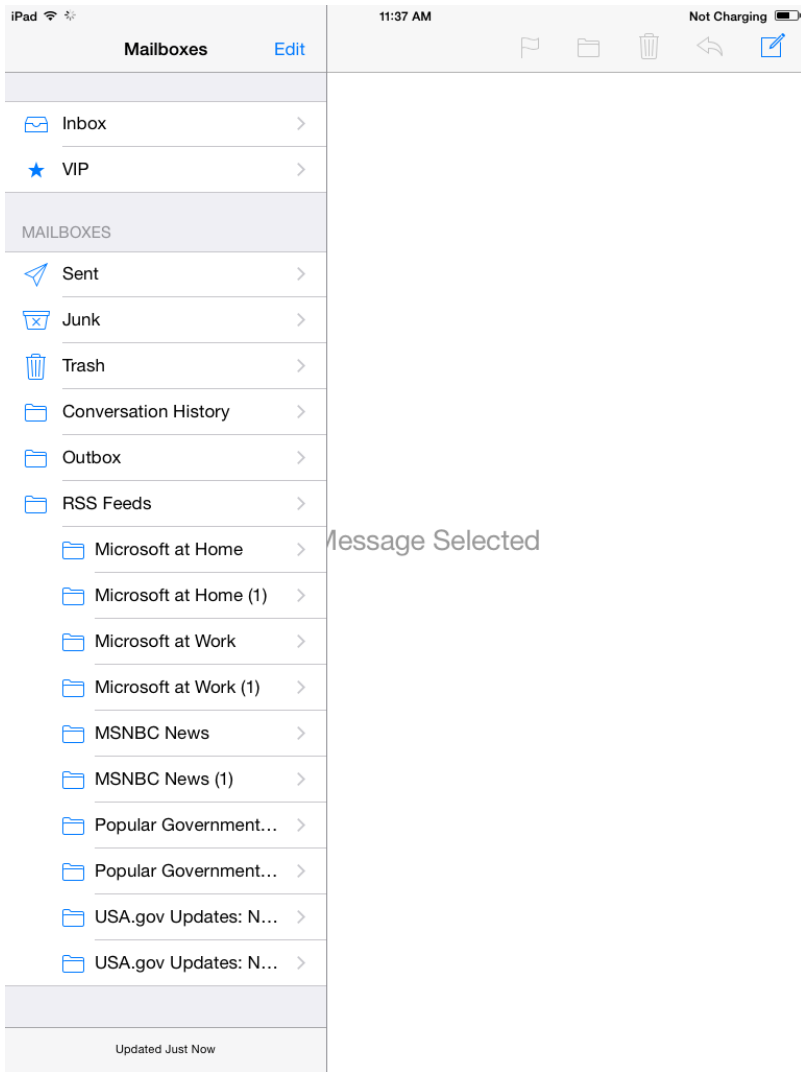 iPad 11:37 AM Not Charging
Mailboxes Edit
Inbox
VIP
MAILBOXES
Sent
Junk
Trash
Conversation History
Outbox
RSS Feeds
Microsoft at Home
Message Selected
Microsoft at Home (1)
Microsoft at Work
Microsoft at Work (1)
MSNBC News
MSNBC News (1)
Popular Government...
Popular Government...
USA.gov Updates: N...
USA.gov Updates: N...
Updated Just Now